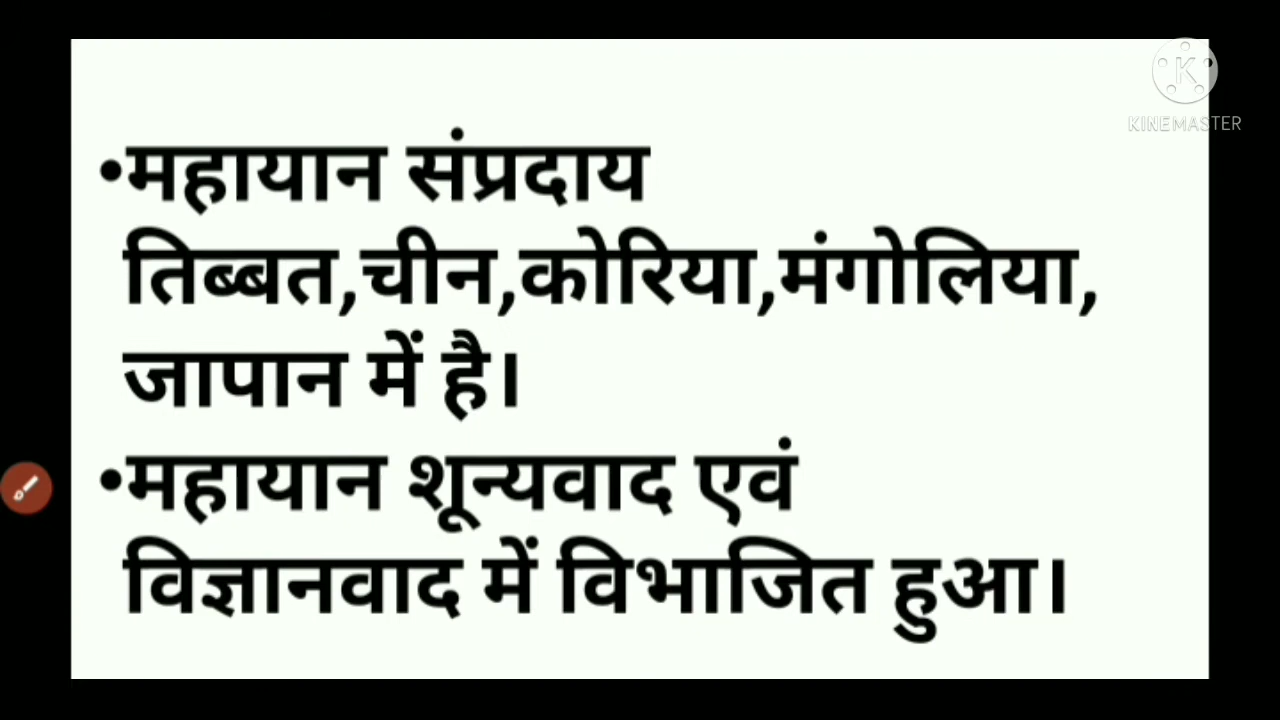 K
KINEMASTER
•महायान संप्रदाय
तिब्बत,चीन,कोरिया,मंगोलिया,
जापान में है।
•महायान शून्यवाद एवं
विज्ञानवाद में विभाजित हुआ।